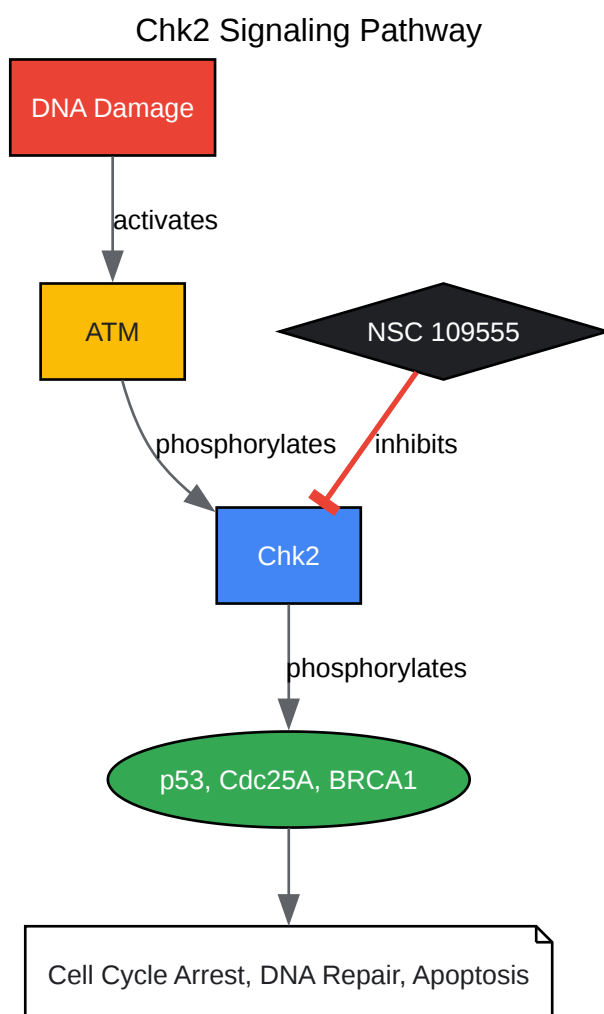 Chk2 Signaling Pathway
DNA Damage
activates
ATM
NSC 109555
phosphorylates
inhibits
Chk2
phosphorylates
p53, Cdc25A, BRCA1
Cell Cycle Arrest, DNA Repair, Apoptosis